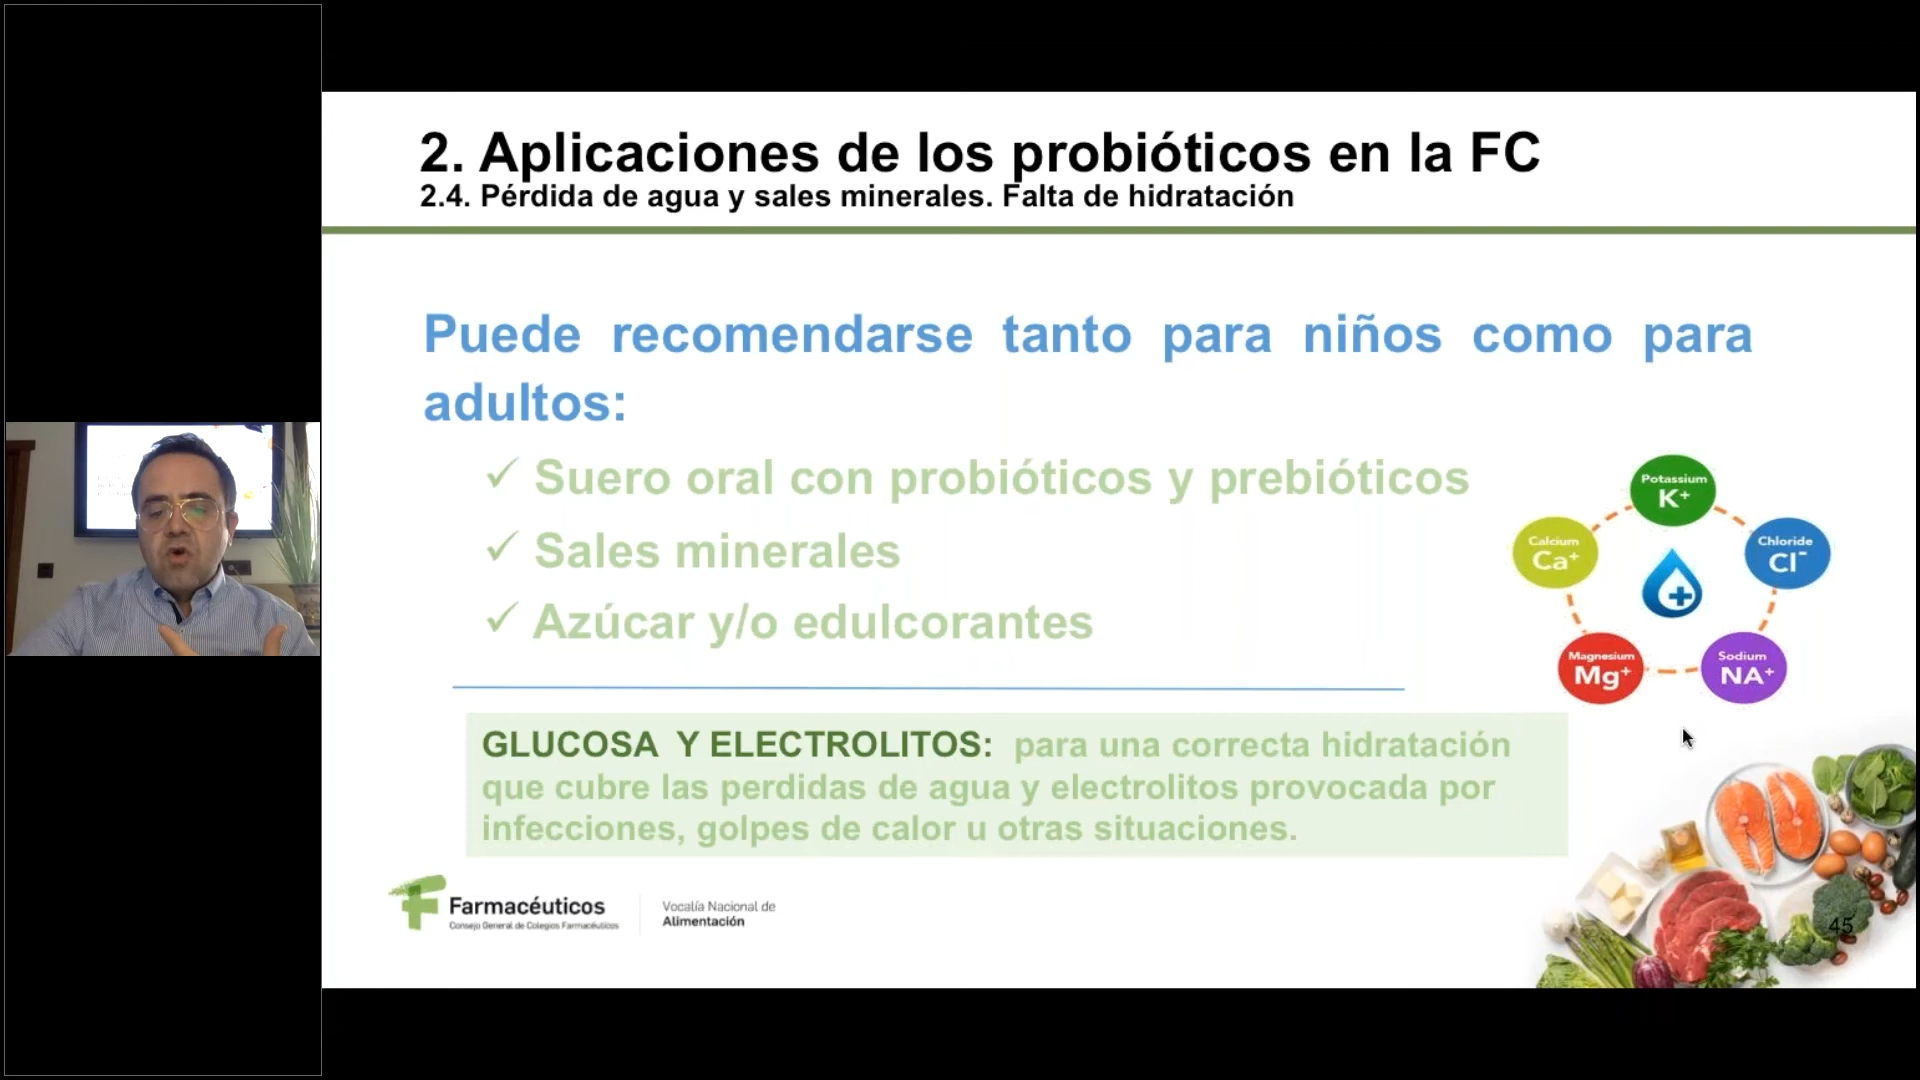 2. Aplicaciones de los probióticos en la FC
2.4. Pérdida de agua y sales minerales. Falta de hidratación
Puede recomendarse tanto para niños como para
adultos:
✓ Suero oral con probióticos y prebióticos
✓ Sales minerales
✓ Azúcar y/o edulcorantes
Potassium
K+
Calcium
Ca+
Chloride
Cl-
Magnesium
Mg+
Sodium
NA+
GLUCOSA Y ELECTROLITOS: para una correcta hidratación
que cubre las perdidas de agua y electrolitos provocada por
infecciones, golpes de calor u otras situaciones.
Farmacéuticos
Consejo General de Colegios Farmacéuticos
Vocalía Nacional de
Alimentación
45